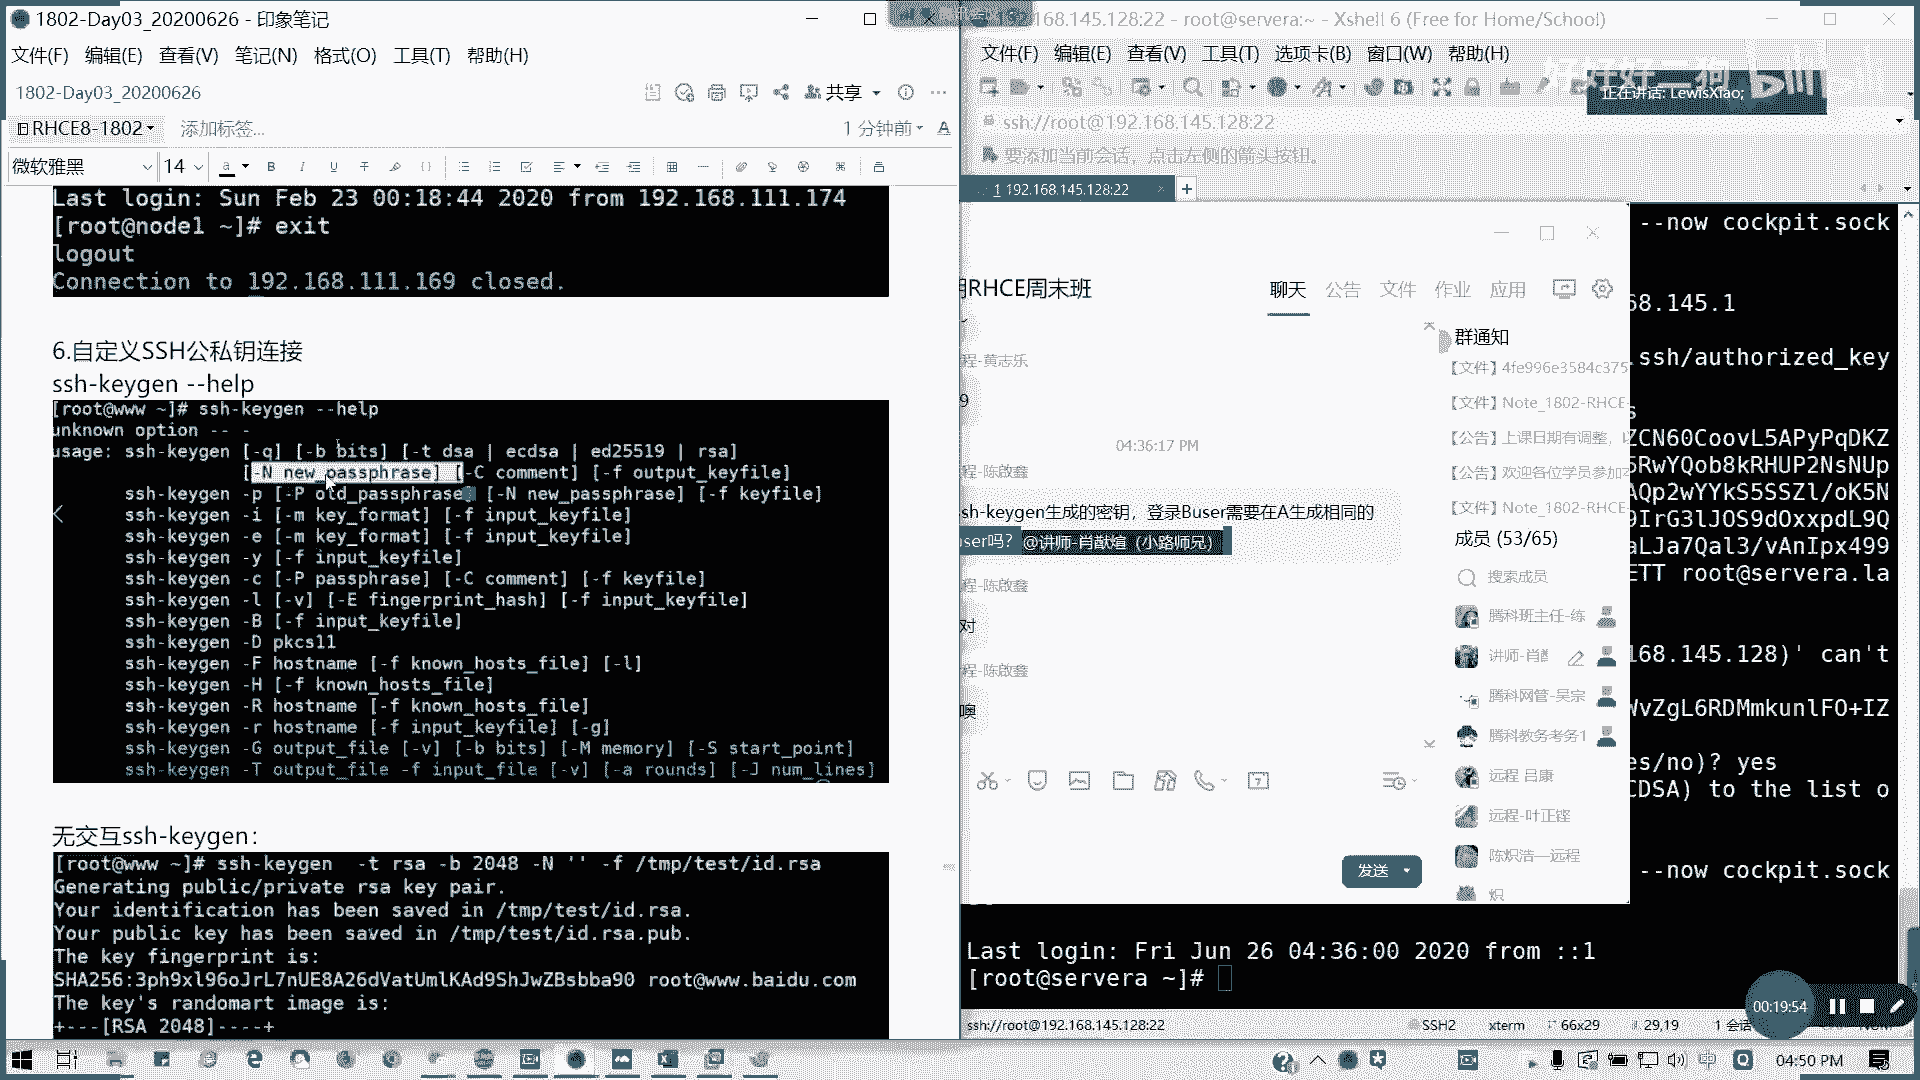 1802-Day03_20200626 - 印象笔记
文件(F) 编辑(E) 查看(V) 笔记(N) 格式(O) 工具(T) 帮助(H)
1802-Day03_20200626
共享
RHCE8-1802
添加标签...
1 分钟前
微软雅黑 14
Last login: Sun Feb 23 00:18:44 2020 from 192.168.111.174
[root@node1 ~]# exit
logout
Connection to 192.168.111.169 closed.
6.自定义SSH公私钥连接
ssh-keygen --help
[root@www ~]# ssh-keygen --help
unknown option -- -
usage: ssh-keygen [-q] [-b bits] [-t dsa | ecdsa | ed25519 | rsa]
[-N new_passphrase] [-C comment] [-f output_keyfile]
ssh-keygen -p [-P old_passphrase] [-N new_passphrase] [-f keyfile]
ssh-keygen -i [-m key_format] [-f input_keyfile]
ssh-keygen -e [-m key_format] [-f input_keyfile]
ssh-keygen -y [-f input_keyfile]
ssh-keygen -c [-P passphrase] [-C comment] [-f keyfile]
ssh-keygen -l [-v] [-E fingerprint_hash] [-f input_keyfile]
ssh-keygen -B [-f input_keyfile]
ssh-keygen -D pkcs11
ssh-keygen -F hostname [-f known_hosts_file] [-l]
ssh-keygen -H [-f known_hosts_file]
ssh-keygen -R hostname [-f known_hosts_file]
ssh-keygen -r hostname [-f input_keyfile] [-g]
ssh-keygen -G output_file [-v] [-b bits] [-M memory] [-S start_point]
ssh-keygen -T output_file -f input_file [-v] [-a rounds] [-J num_lines]
无交互ssh-keygen：
[root@www ~]# ssh-keygen  -t rsa -b 2048 -N '' -f /tmp/test/id.rsa
Generating public/private rsa key pair.
Your identification has been saved in /tmp/test/id.rsa.
Your public key has been saved in /tmp/test/id.rsa.pub.
The key fingerprint is:
SHA256:3ph9xl96oJrL7nUE8A26dVatUmlKAd9ShJwZBsbba90 root@www.baidu.com
The key's randomart image is:
+---[RSA 2048]----+
192.168.145.128:22 - root@servera:~ - Xshell 6 (Free for Home/School)
文件(F) 编辑(E) 查看(V) 工具(T) 选项卡(B) 窗口(W) 帮助(H)
好好好二狗 bilibili
正在讲话: LewisXiao;
ssh://root@192.168.145.128:22
要添加当前会话，点击左侧的箭头按钮。
1 192.168.145.128:22
--now cockpit.sock
RHCE周末班
聊天 公告 文件 作业 应用
68.145.1
群通知
程-黄志乐
ssh/authorized_key
【文件】4fe996e3584c375
9
【文件】Note_1802-RHCE
s
04:36:17 PM
【公告】上课日期有调整，
ZCN60CoovL5APyPqDKZ
程-陈啟鑫
【公告】欢迎各位学员参加
5RwYQob8kRHUP2NsNUp
AQp2wYYkS5SSZl/oK5N
sh-keygen生成的密钥，登录Buser需要在A生成相同的
【文件】Note_1802-RHCE
9IrG3lJOS9dOxxpdL9Q
user吗？@讲师-肖猷煊（小路师兄）
成员 (53/65)
aLJa7Qal3/vAnIpx499
搜索成员
ETT root@servera.la
程-陈啟鑫
腾科班主任-练
对
讲师-肖
168.145.128)' can't
程-陈啟鑫
腾科网管-吴宗
噢
WvZgL6RDMmkunlFO+IZ
腾科教务考务1
es/no)? yes
远程 吕康
CDSA) to the list o
远程-叶正铿
陈炽浩—远程
--now cockpit.sock
发送
炽
Last login: Fri Jun 26 04:36:00 2020 from ::1
[root@servera ~]#
00:19:54
ssh://root@192.168.145.128:22 SSH2 xterm 66x29 29,19 1 会话
04:50 PM